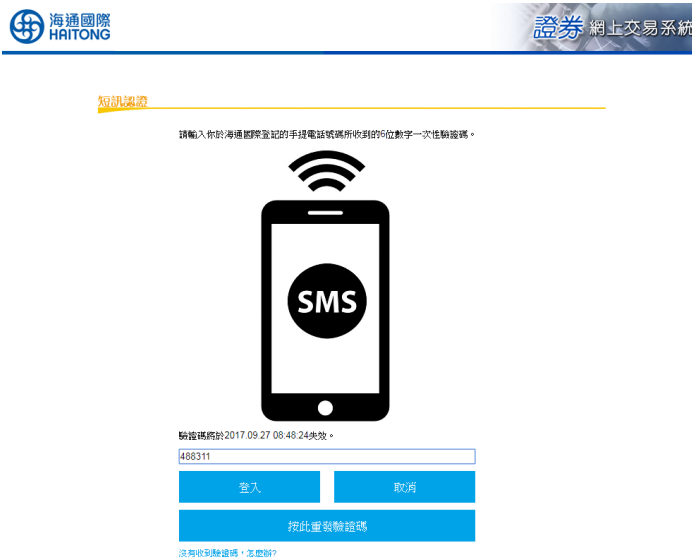 海通國際
HAITONG
證券 網上交易系統
短訊認證
請輸入你於海通國際登記的手提電話號碼所收到的6位數字一次性驗證碼。
SMS
驗證碼將於2017.09.27 08:48:24失效。
488311
登入
取消
按此重發驗證碼
沒有收到驗證碼，怎麼辦?